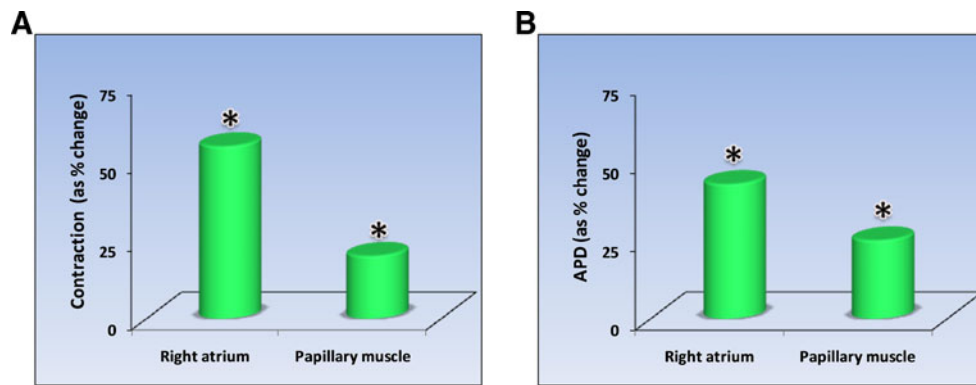 A
Contraction (as % change)
75
50
25
0
*
*
Right atrium
Papillary muscle
B
APD (as % change)
75
50
25
0
*
*
Right atrium
Papillary muscle